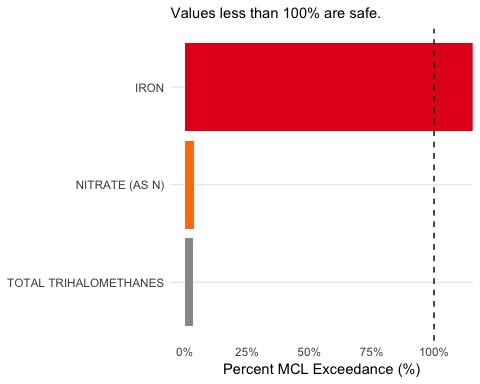 Values less than 100% are safe.
IRON
NITRATE (AS N)
TOTAL TRIHALOMETHANES
0% 25% 50% 75% 100%
Percent MCL Exceedance (%)